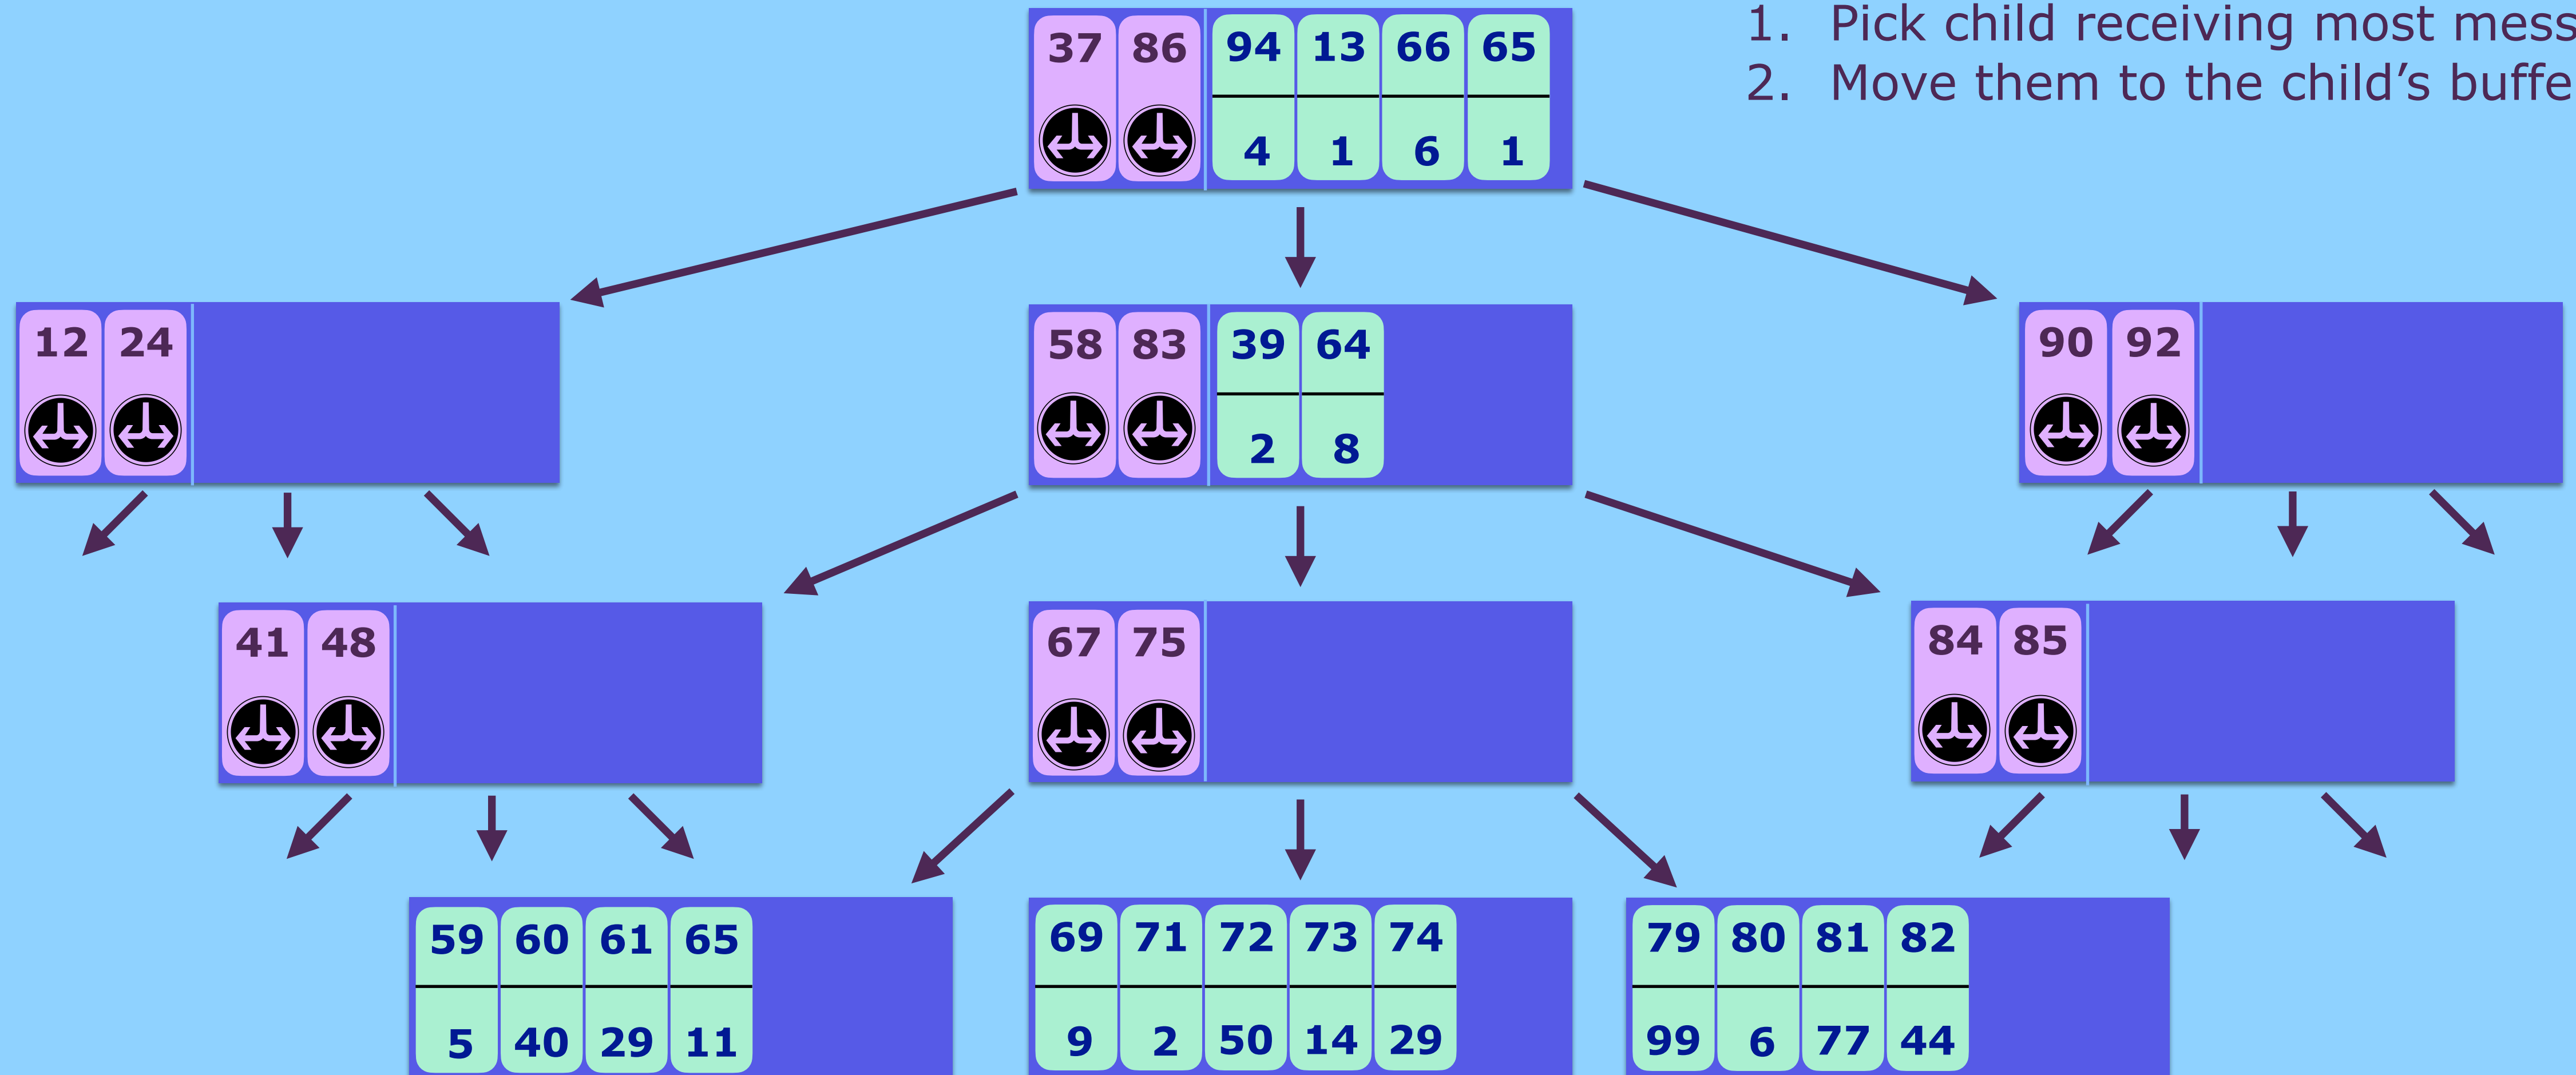 1. Pick child receiving most mess
2. Move them to the child’s buffe
37 86 94 13 66 65
4 1 6 1
12 24
58 83 39 64
2 8
90 92
41 48
67 75
84 85
59 60 61 65
5 40 29 11
69 71 72 73 74
9 2 50 14 29
79 80 81 82
99 6 77 44